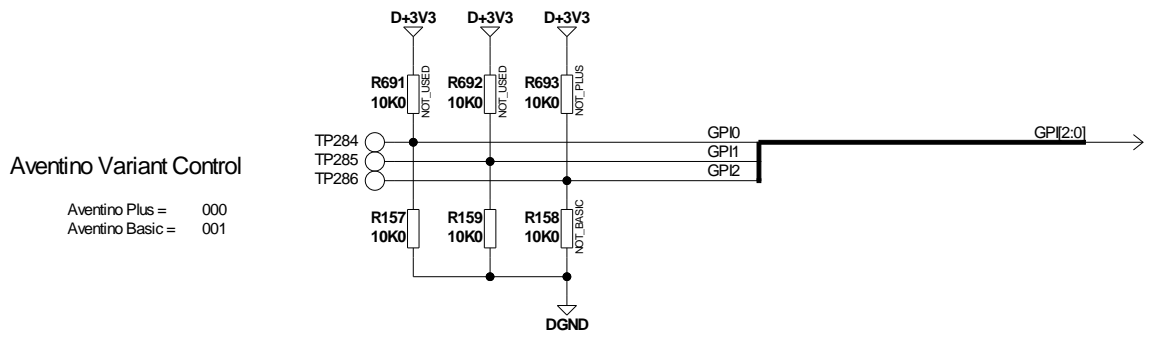 D+3V3 D+3V3 D+3V3
R691 10K0 NOT_USED
R692 10K0 NOT_USED
R693 10K0 NOT_PLUS
TP284 GPI0 GPI[2:0]
TP285 GPI1
TP286 GPI2
Aventino Variant Control
Aventino Plus = 000
Aventino Basic = 001
R157 10K0
R159 10K0
R158 10K0 NOT_BASIC
DGND